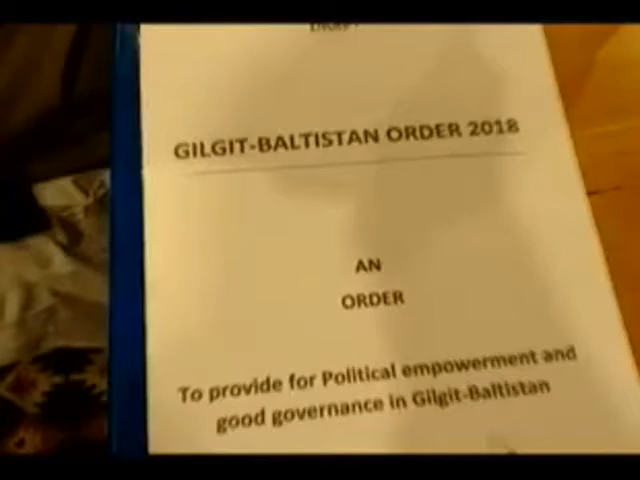 GILGIT-BALTISTAN ORDER 2018
AN
ORDER
To provide for Political empowerment and
good governance in Gilgit-Baltistan